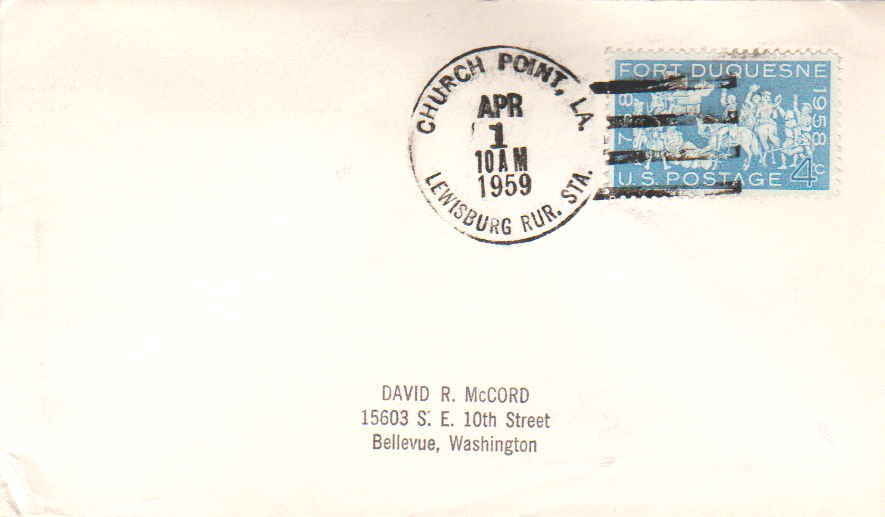 CHURCH POINT, LA.
APR
1
10 AM
1959
LEWISBURG RUR. STA.
FORT DUQUESNE
1958
U.S. POSTAGE 4c
DAVID R. McCORD
15603 S. E. 10th Street
Bellevue, Washington